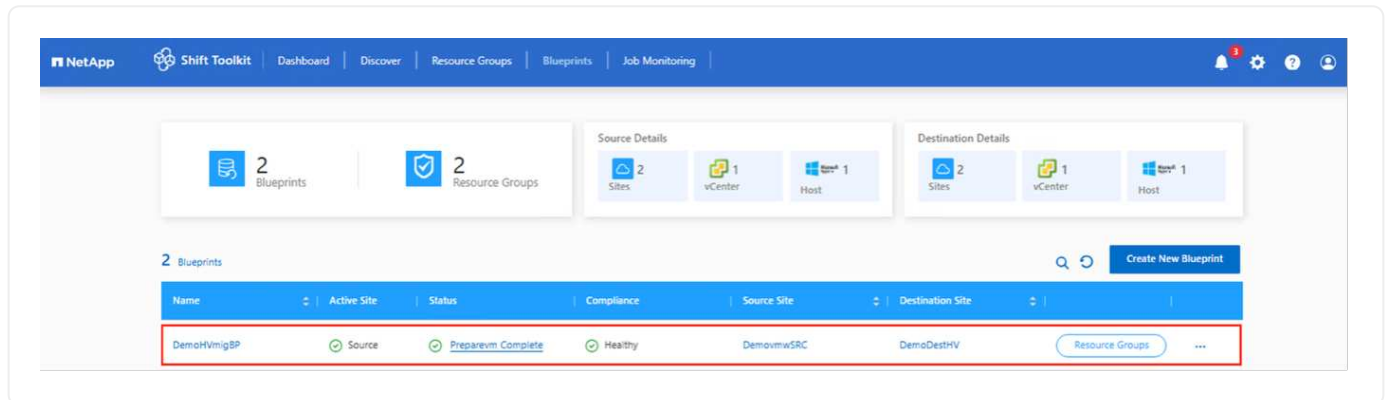 NetApp Shift Toolkit Dashboard Discover Resource Groups Blueprints Job Monitoring 3
Source Details
Destination Details
2
Blueprints
2
Resource Groups
2
Sites
1
vCenter
1
Host
2
Sites
1
vCenter
1
Host
2 Blueprints
Create New Blueprint
Name Active Site Status Compliance Source Site Destination Site
DemoHVmigBP Source Preparevm Complete Healthy DemovmwSRC DemoDestHV Resource Groups ...